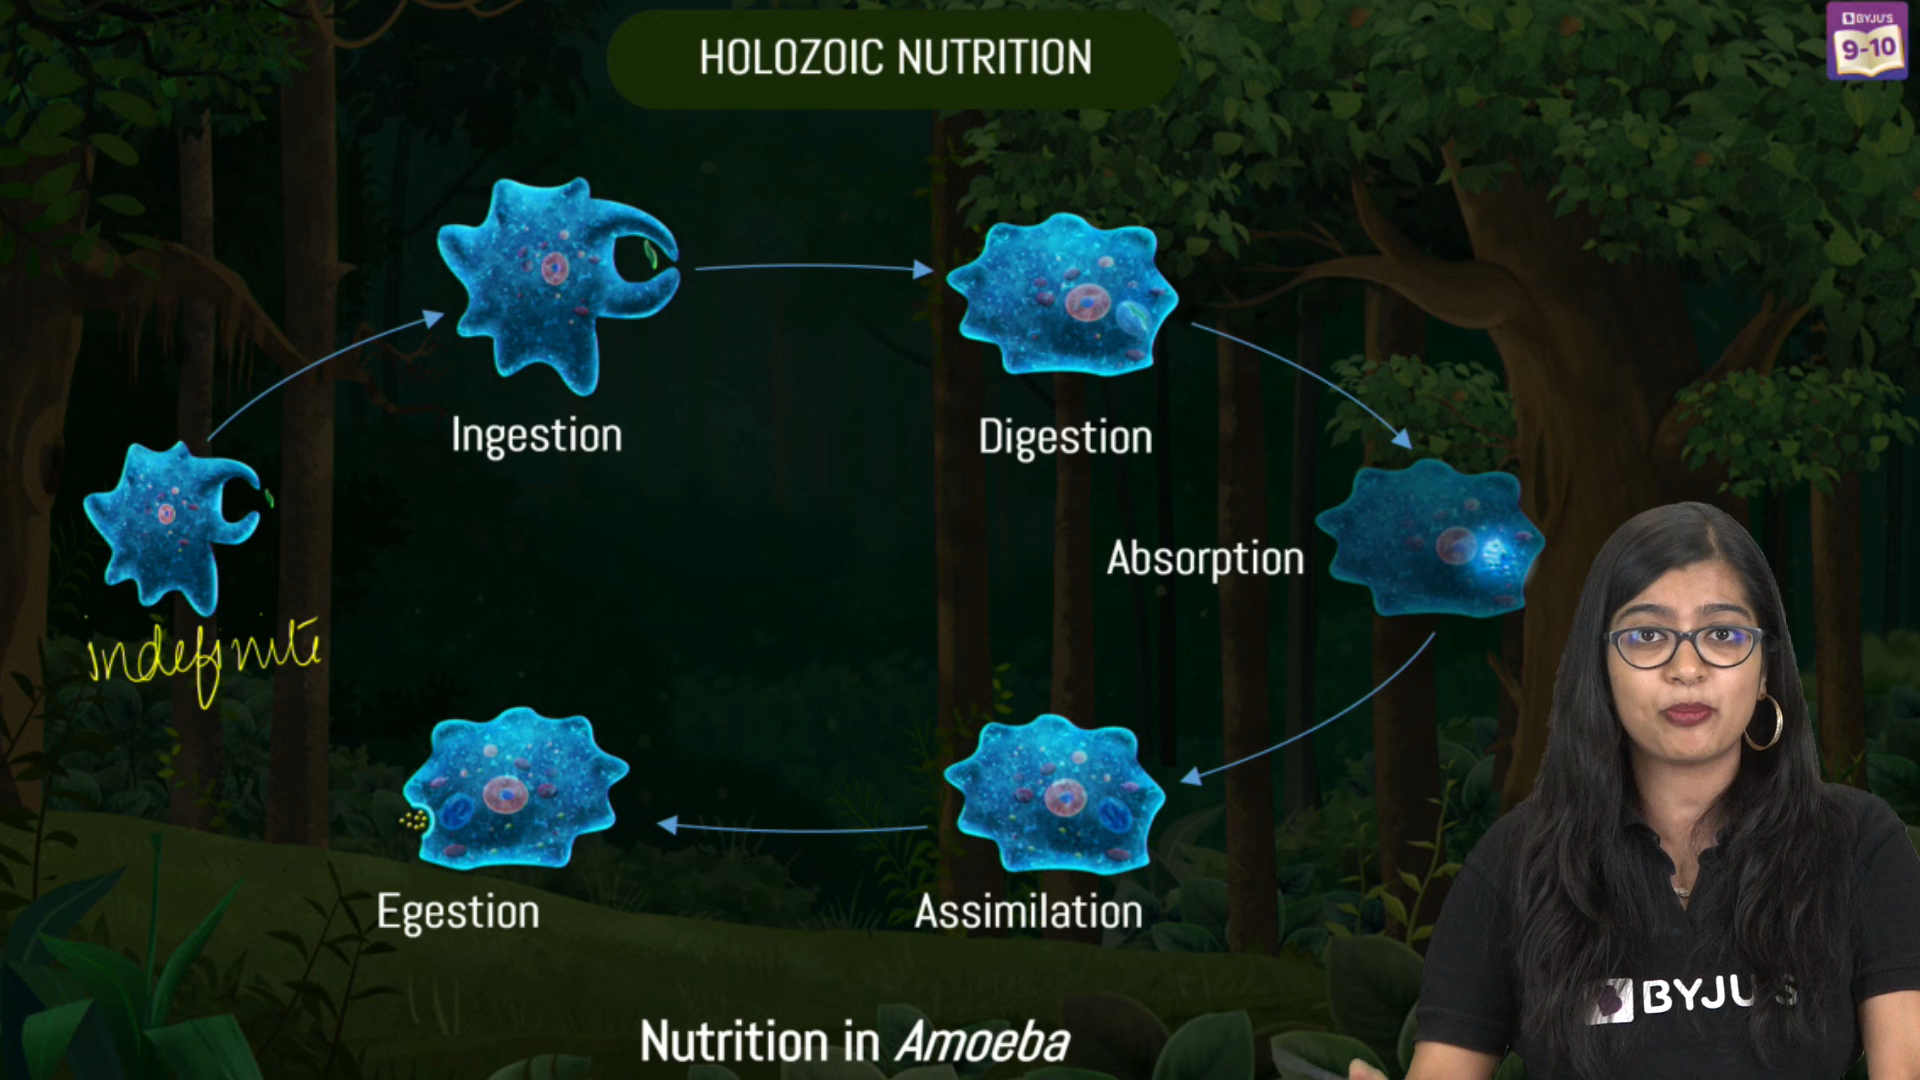 HOLOZOIC NUTRITION
BYJU'S
9-10
Ingestion
Digestion
Absorption
indefinite
Egestion
Assimilation
Nutrition in Amoeba
BYJU'S